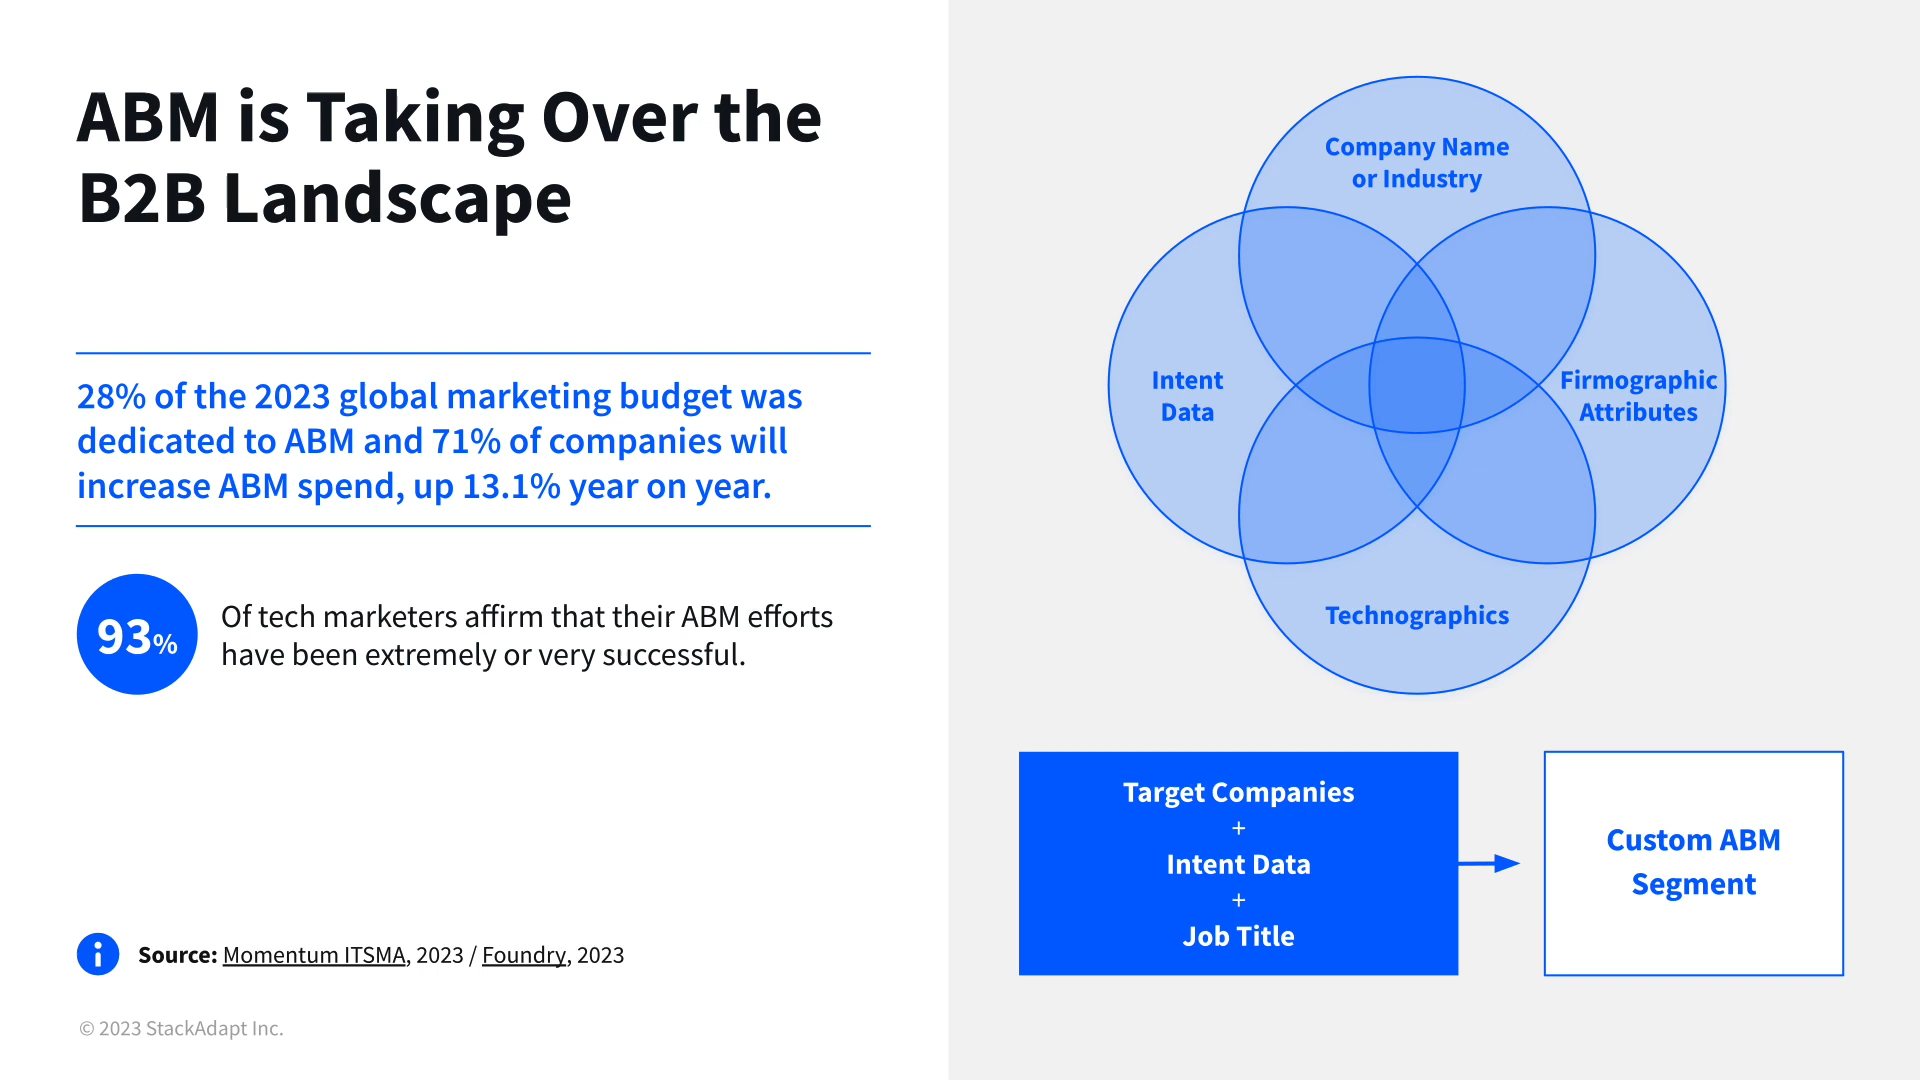 ABM is Taking Over the
B2B Landscape
28% of the 2023 global marketing budget was
dedicated to ABM and 71% of companies will
increase ABM spend, up 13.1% year on year.
93%
Of tech marketers affirm that their ABM efforts
have been extremely or very successful.
Source: Momentum ITSMA, 2023 / Foundry, 2023
© 2023 StackAdapt Inc.
Company Name
or Industry
Intent
Data
Firmographic
Attributes
Technographics
Target Companies
+
Intent Data
+
Job Title
Custom ABM
Segment